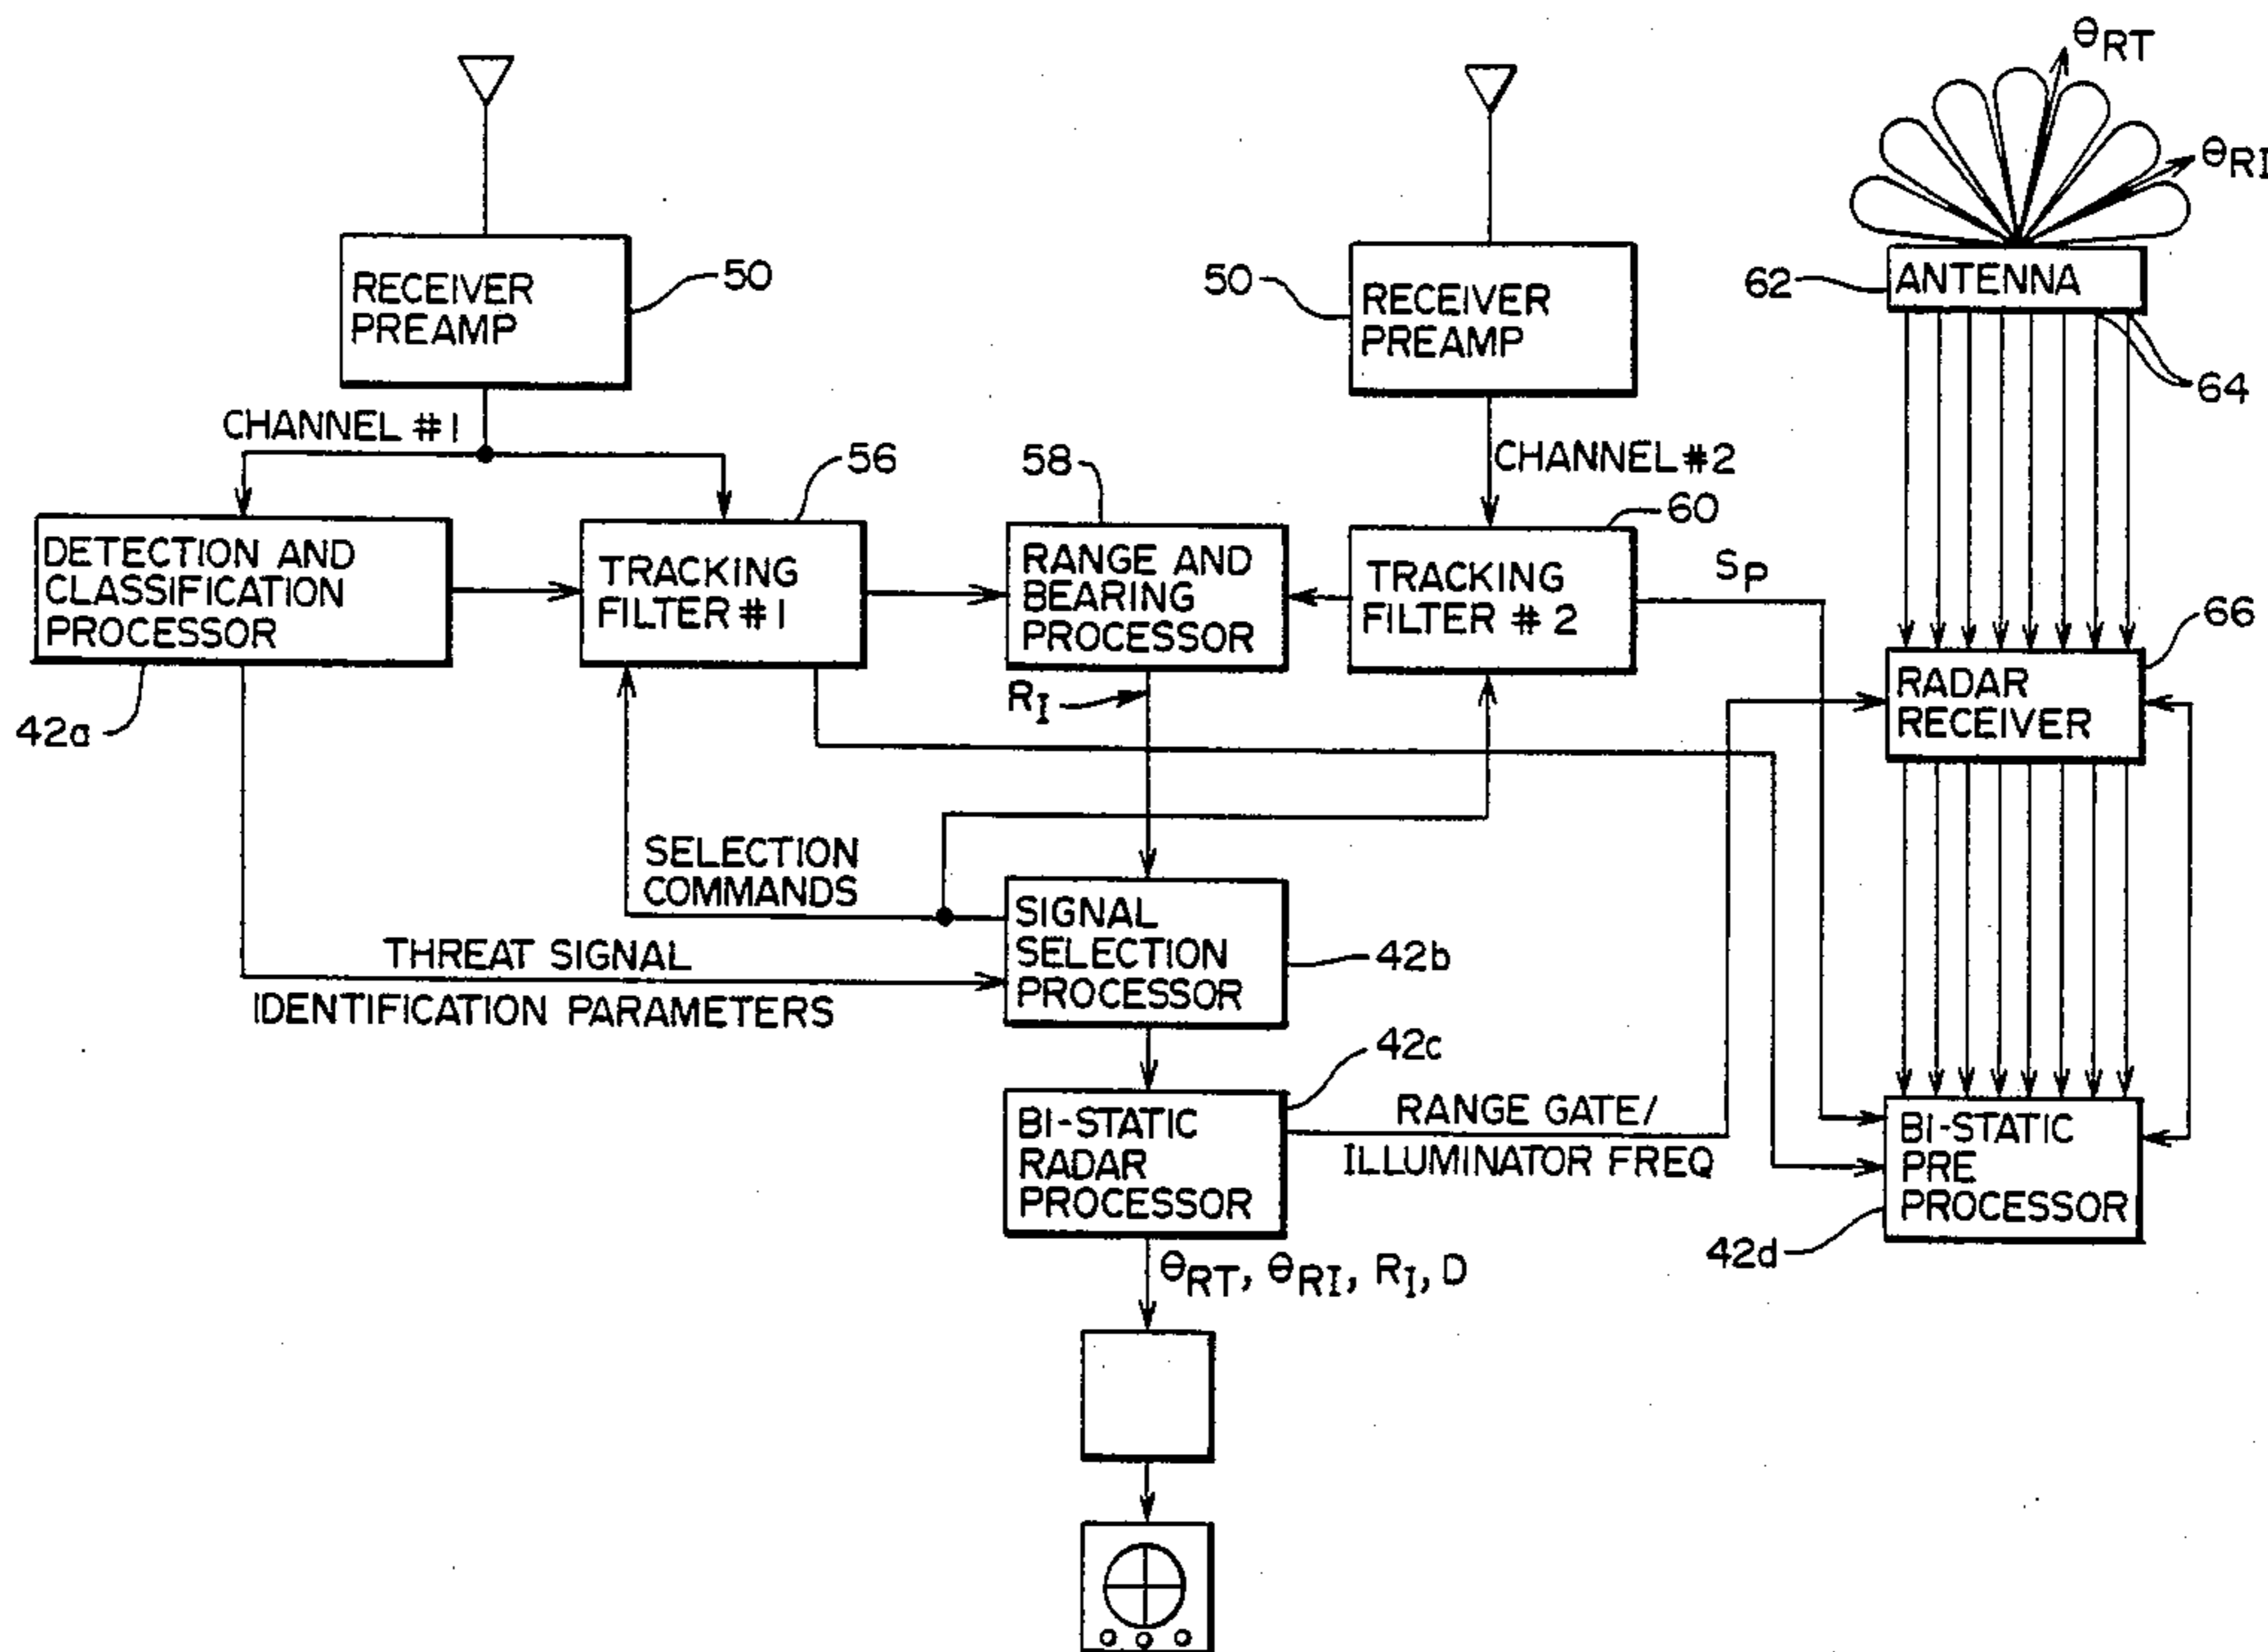 θRT
θRI
RECEIVER
PREAMP
50
50
RECEIVER
PREAMP
62
ANTENNA
64
CHANNEL #1
56
58
CHANNEL #2
60
DETECTION AND
CLASSIFICATION
PROCESSOR
42a
TRACKING
FILTER #1
RANGE AND
BEARING
PROCESSOR
TRACKING
FILTER #2
SP
66
RADAR
RECEIVER
RI
SELECTION
COMMANDS
THREAT SIGNAL
IDENTIFICATION PARAMETERS
SIGNAL
SELECTION
PROCESSOR
42b
42c
BI-STATIC
RADAR
PROCESSOR
RANGE GATE/
ILLUMINATOR FREQ
BI-STATIC
PRE
PROCESSOR
42d
θRT, θRI, RI, D